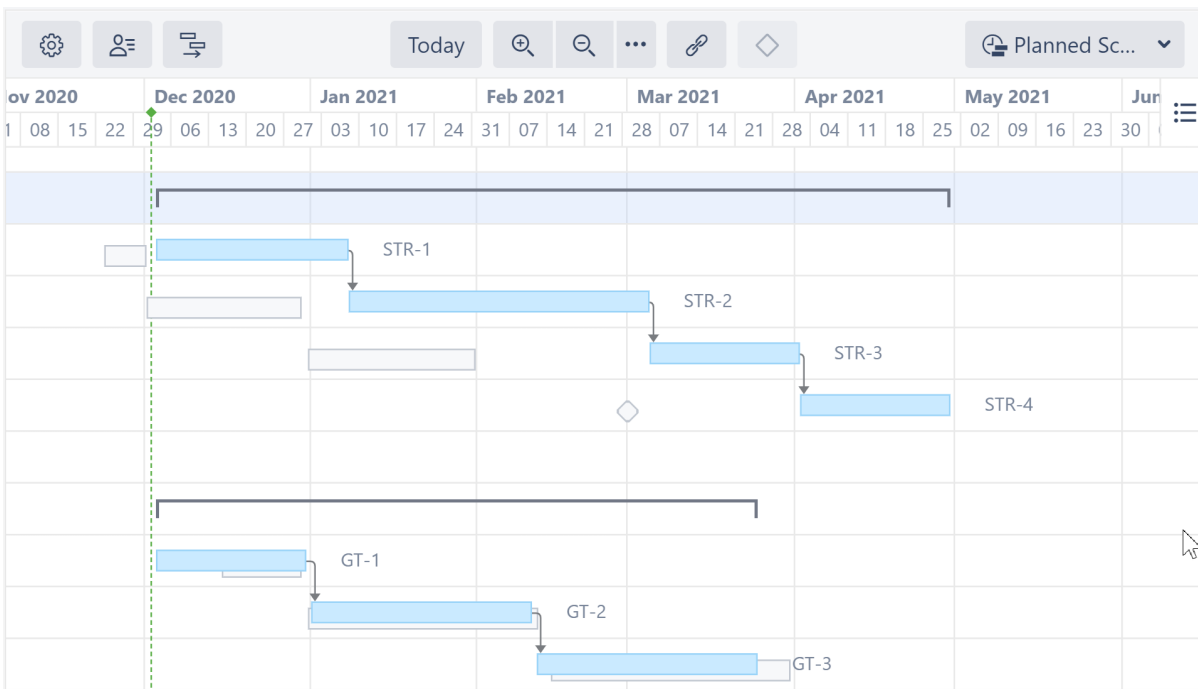 Today ••• Planned Sc...
ov 2020 Dec 2020 Jan 2021 Feb 2021 Mar 2021 Apr 2021 May 2021 Jun
1 08 15 22 29 06 13 20 27 03 10 17 24 31 07 14 21 28 07 14 21 28 04 11 18 25 02 09 16 23 30
STR-1
STR-2
STR-3
STR-4
GT-1
GT-2
GT-3